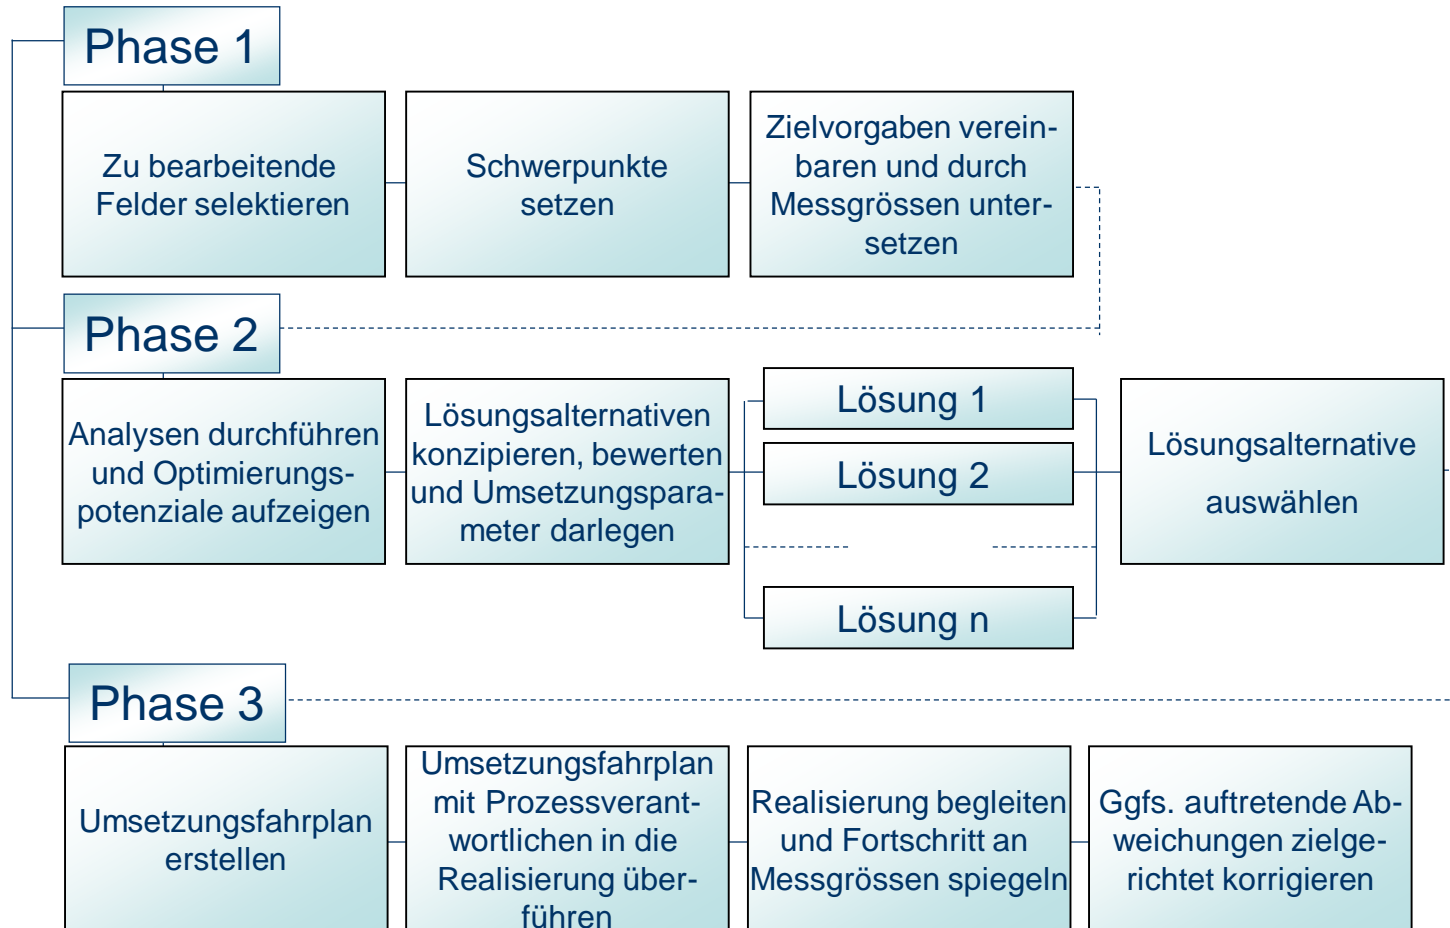 Phase 1
Zu bearbeitende
Felder selektieren
Schwerpunkte
setzen
Zielvorgaben verein-
baren und durch
Messgrössen unter-
setzen
Phase 2
Analysen durchführen
und Optimierungs-
potenziale aufzeigen
Lösungsalternativen
konzipieren, bewerten
und Umsetzungspara-
meter darlegen
Lösung 1
Lösung 2
Lösung n
Lösungsalternative
auswählen
Phase 3
Umsetzungsfahrplan
erstellen
Umsetzungsfahrplan
mit Prozessverant-
wortlichen in die
Realisierung über-
führen
Realisierung begleiten
und Fortschritt an
Messgrössen spiegeln
Ggfs. auftretende Ab-
weichungen zielge-
richtet korrigieren